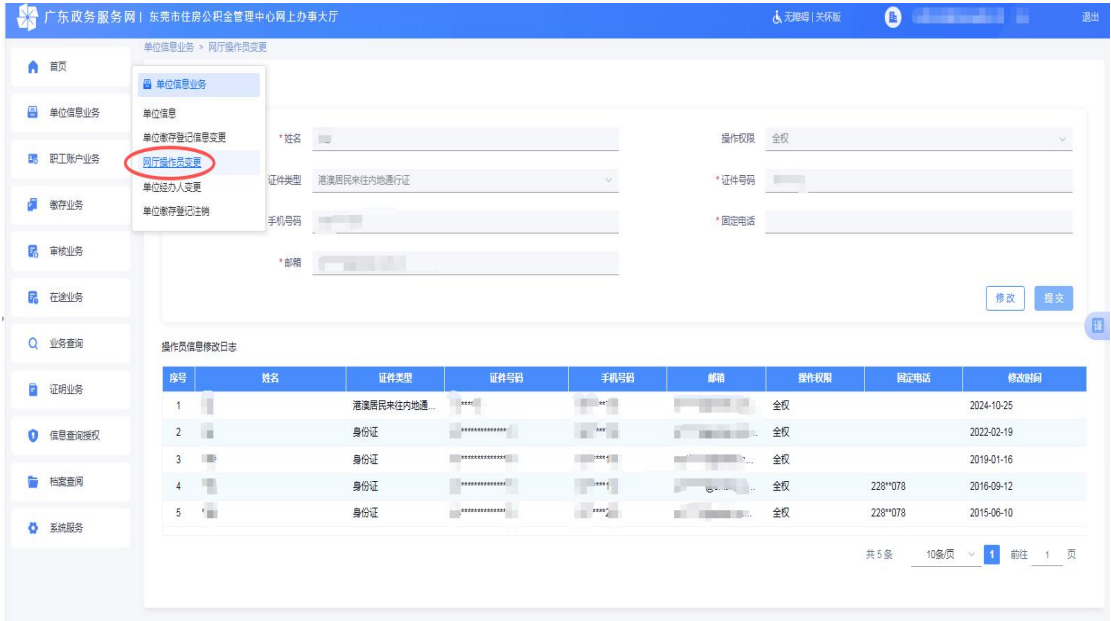 广东政务服务网 | 东莞市住房公积金管理中心网上办事大厅
无障碍 | 关怀版
退出
单位信息业务 > 网厅操作员变更
首页
单位信息业务
职工账户业务
缴存业务
审核业务
在途业务
业务查询
证明业务
信息查询授权
档案查阅
系统服务
单位信息业务
单位信息
单位缴存登记信息变更
网厅操作员变更
单位经办人变更
单位缴存登记注销
*姓名
操作权限 全权
证件类型 港澳居民来往内地通行证
*证件号码
手机号码
*固定电话
*邮箱
修改 提交
译
操作员信息修改日志
序号 姓名 证件类型 证件号码 手机号码 邮箱 操作权限 固定电话 修改时间
1 港澳居民来往内地通... 全权 2024-10-25
2 身份证 全权 2022-02-19
3 身份证 全权 2019-01-16
4 身份证 全权 228**078 2016-09-12
5 身份证 全权 228**078 2015-06-10
共 5 条 10条/页 1 前往 1 页